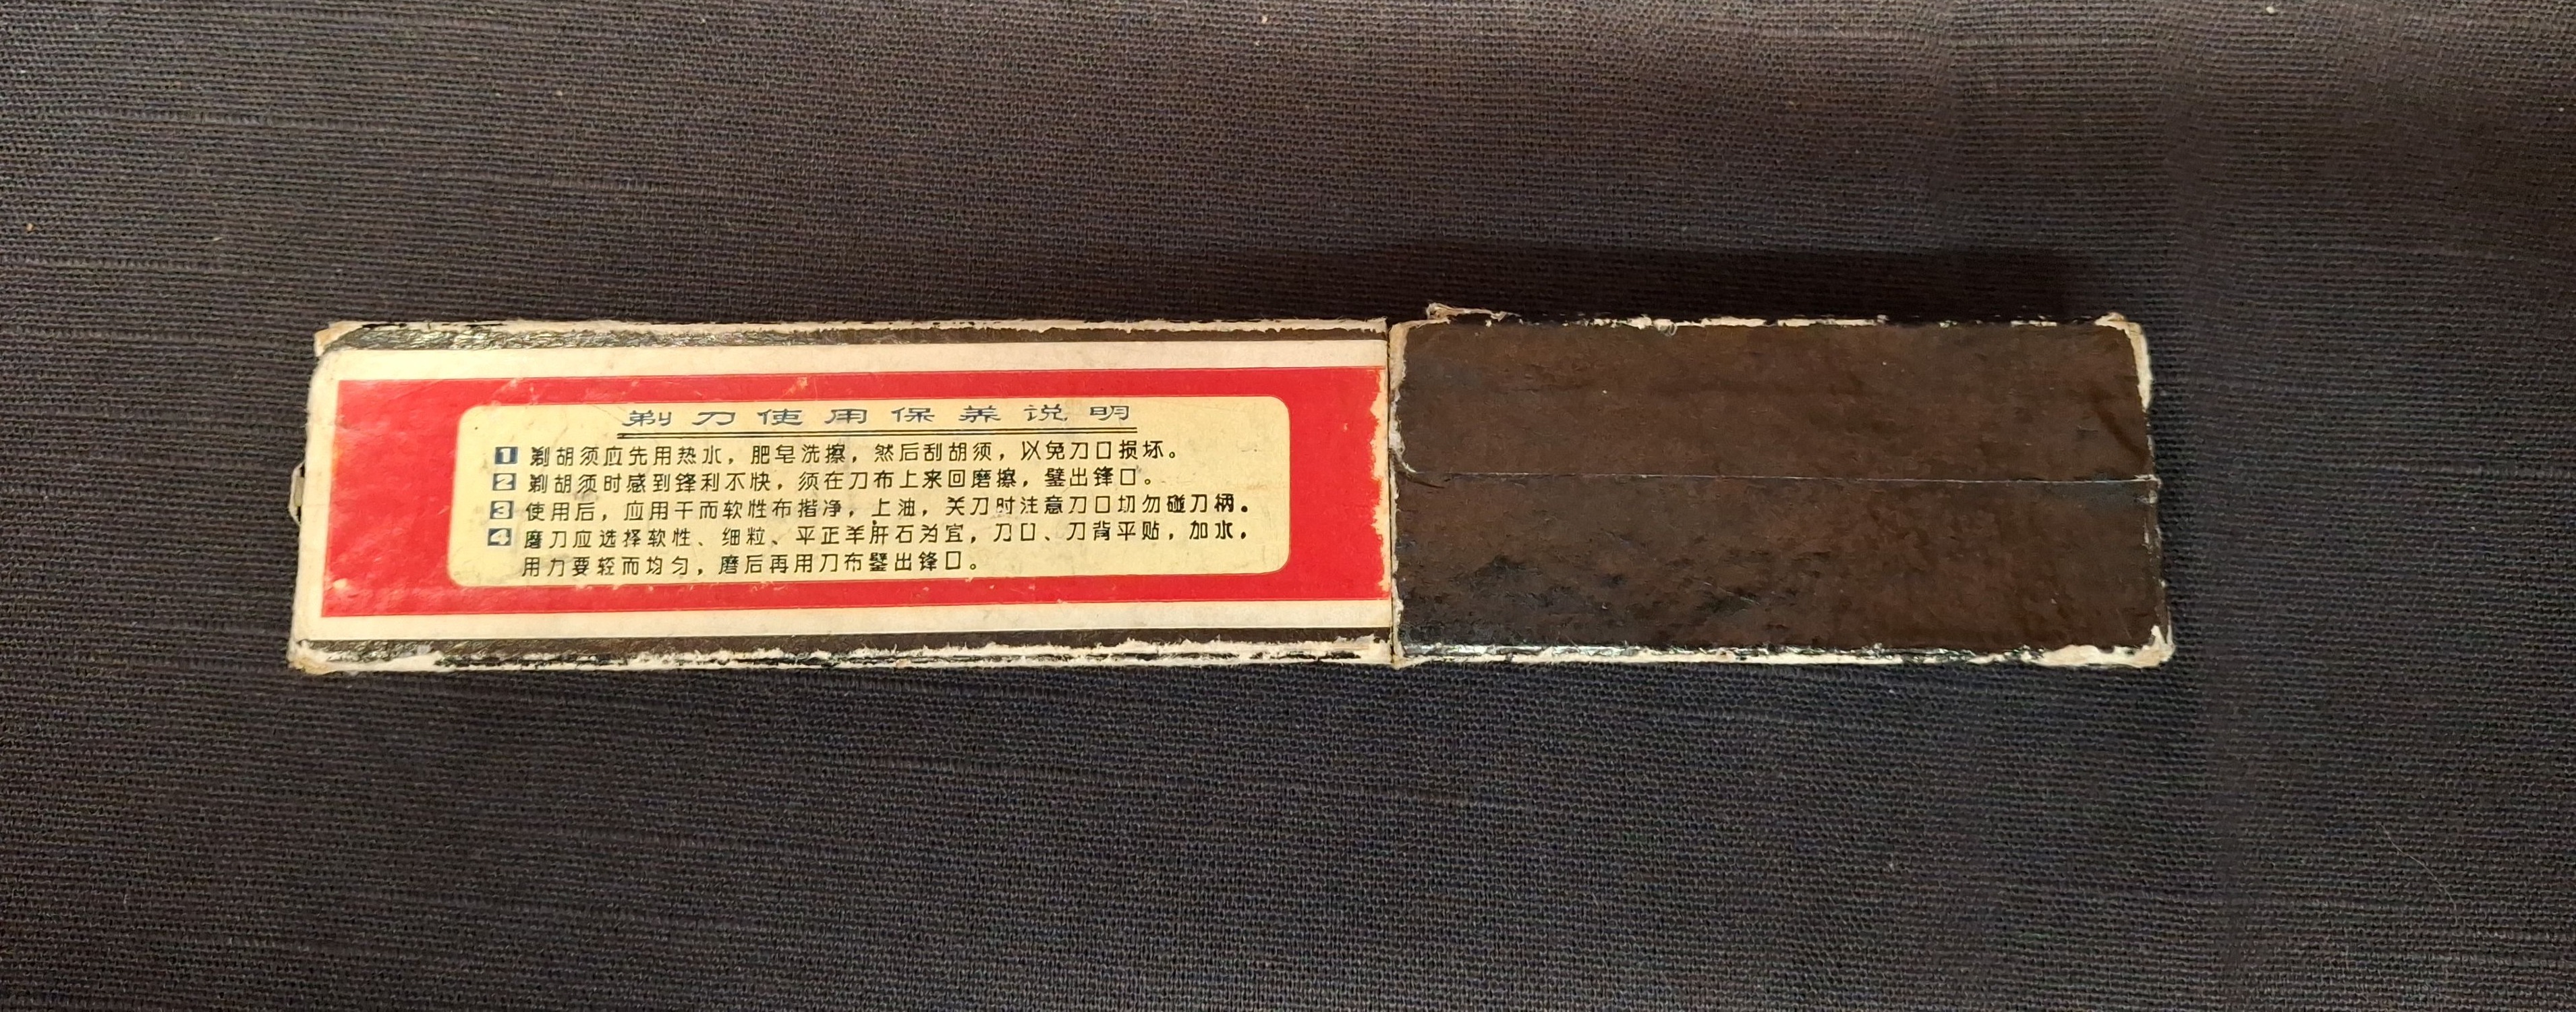 剃刀使用保养说明
1 剃胡须应先用热水，肥皂洗擦，然后刮胡须，以免刀口损坏。
2 剃胡须时感到锋利不快，须在刀布上来回磨擦，璧出锋口。
3 使用后，应用干而软性布揩净，上油，关刀时注意刀口切勿碰刀柄。
4 磨刀应选择软性、细粒、平正羊肝石为宜，刀口、刀背平贴，加水，
用力要轻而均匀，磨后再用刀布璧出锋口。